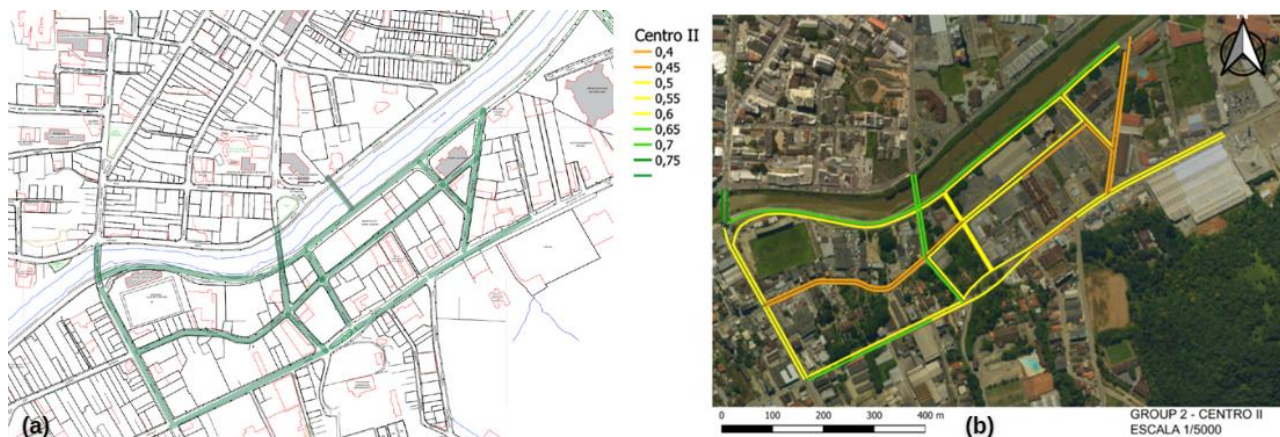 Centro II
0,4
0,45
0,5
0,55
0,6
0,65
0,7
0,75
N
(a)
0 100 200 300 400 m
(b)
GROUP 2 - CENTRO II
ESCALA 1/5000